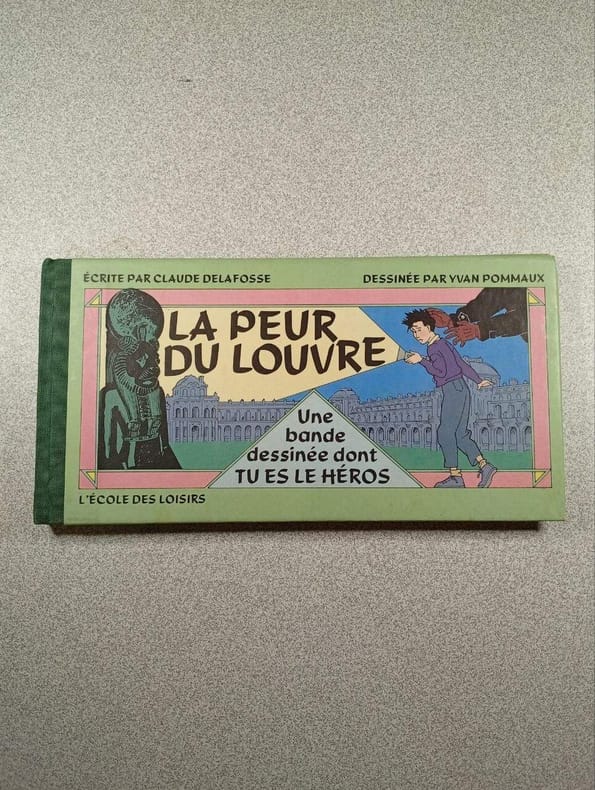 ÉCRITE PAR CLAUDE DELAFOSSE
DESSINÉE PAR YVAN POMMAUX
LA PEUR
DU LOUVRE
Une
bande
dessinée dont
TU ES LE HÉROS
L'ÉCOLE DES LOISIRS